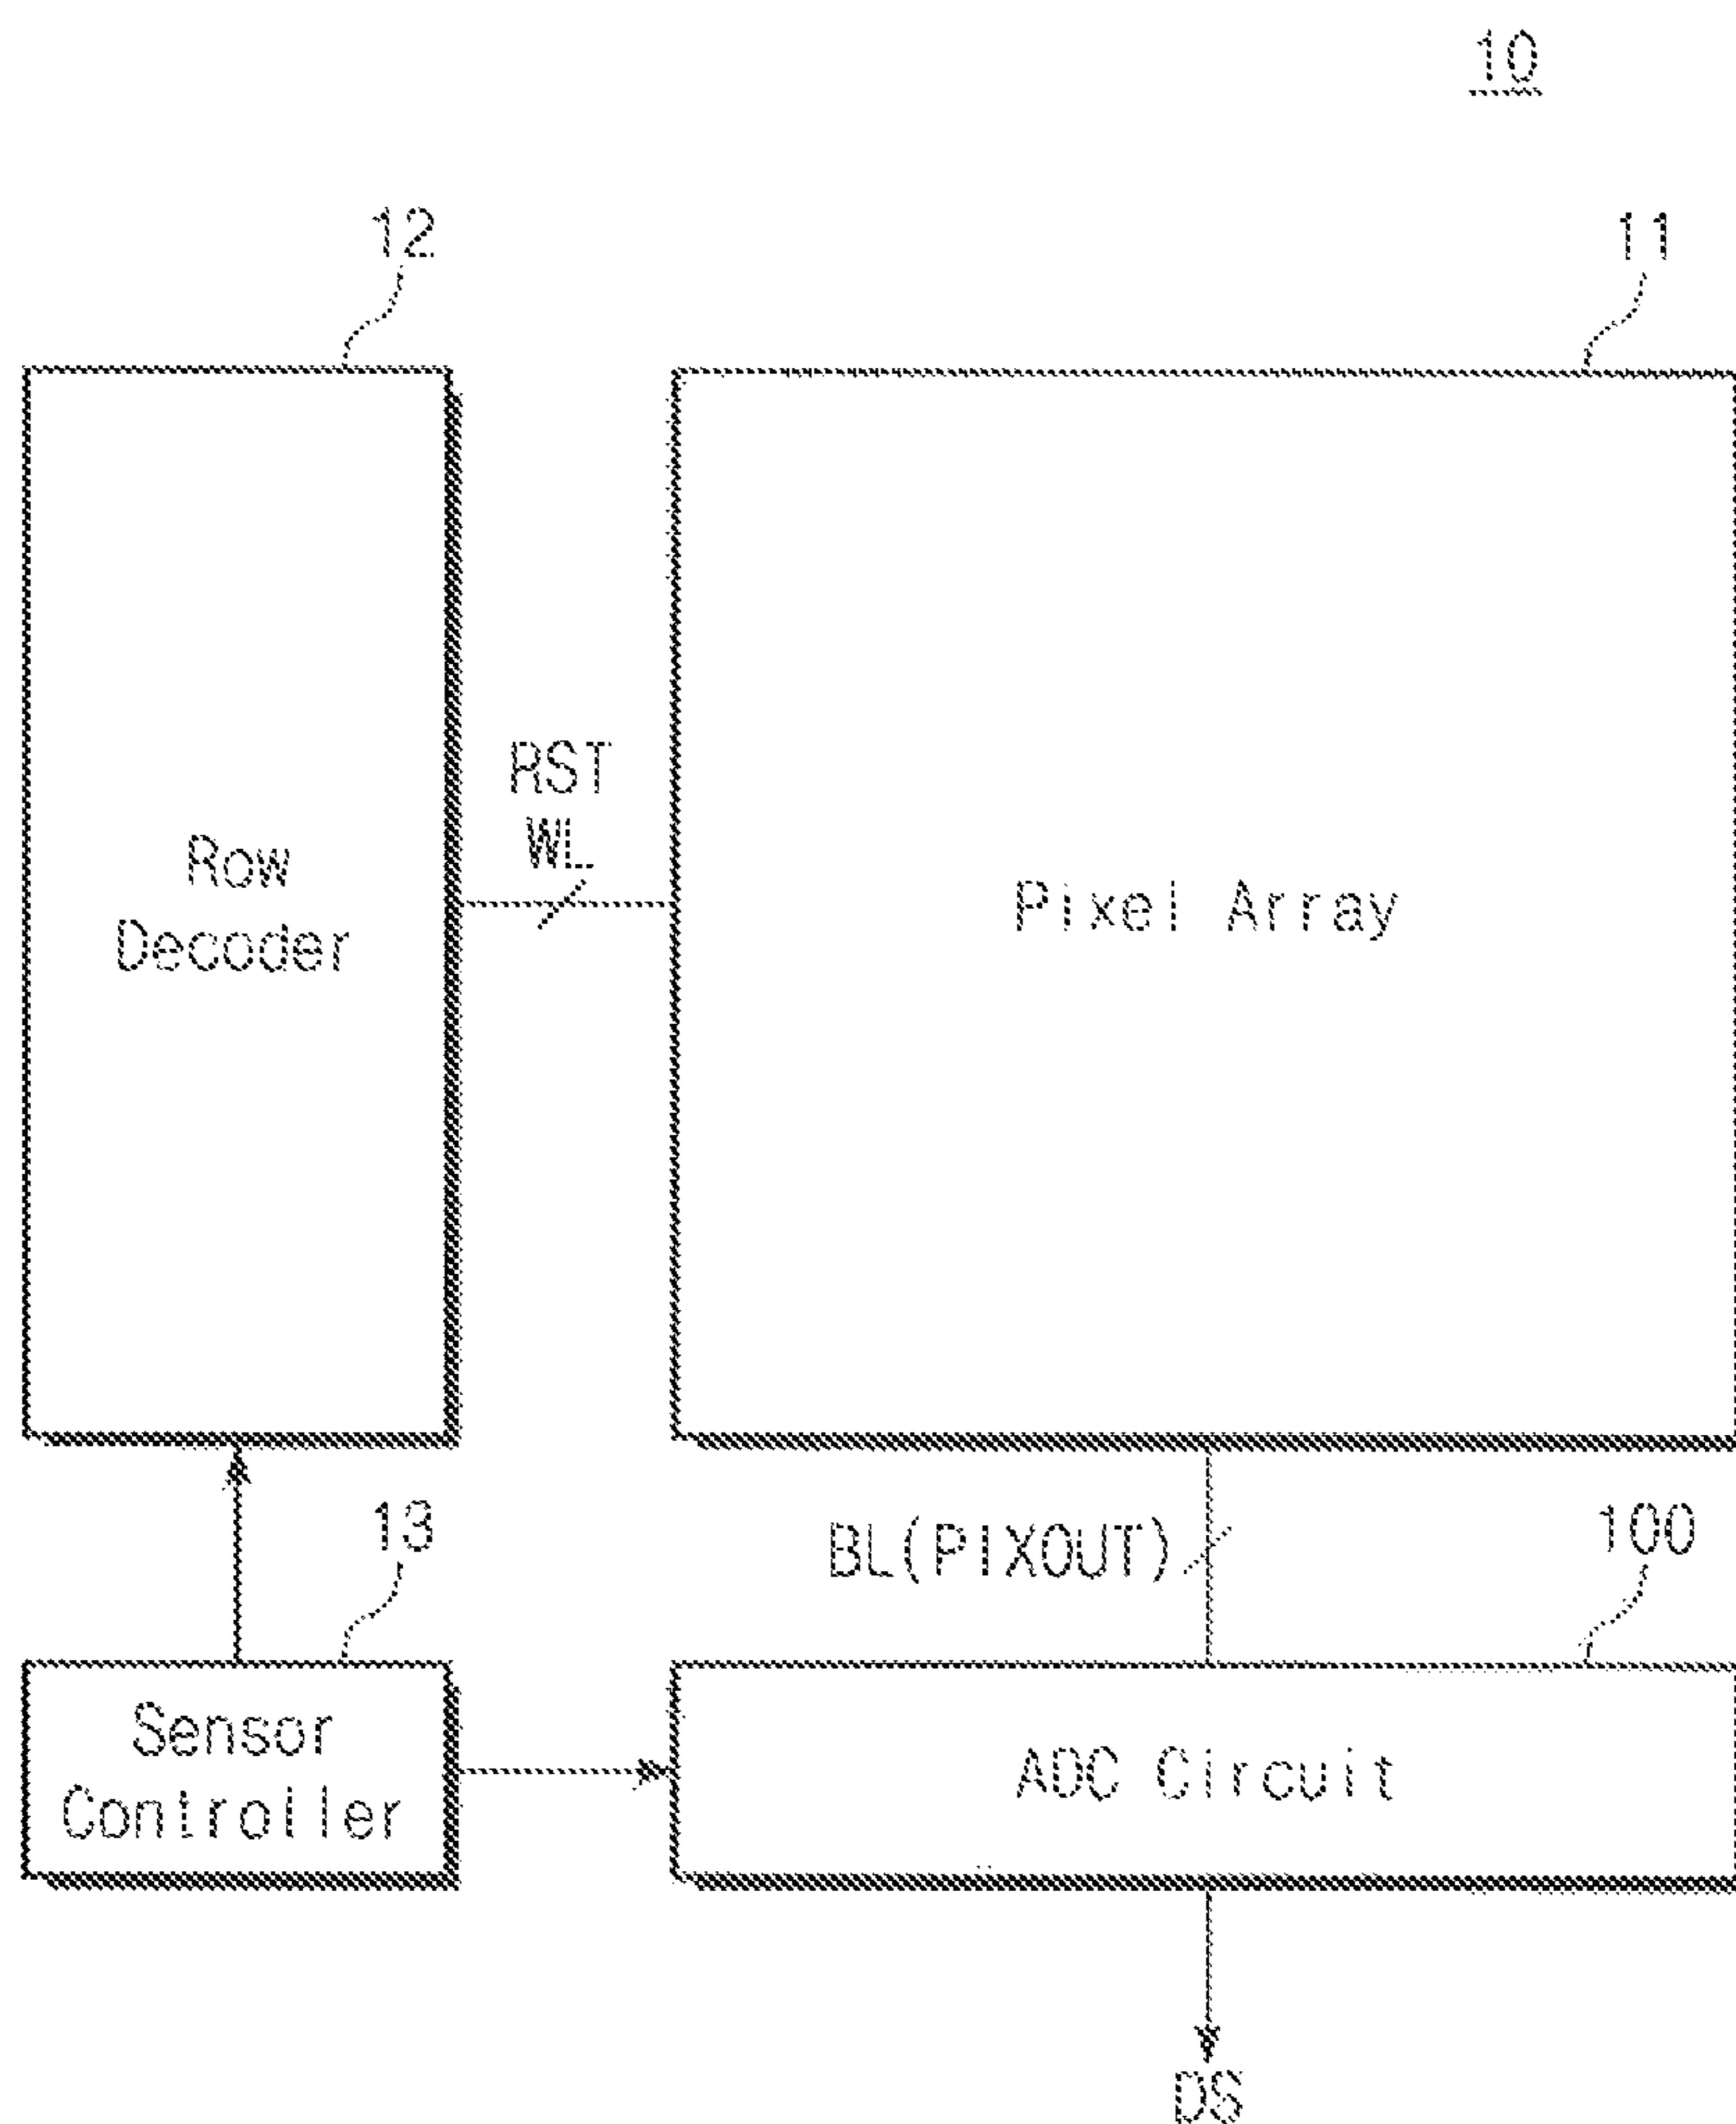 10
12
11
RST
WL
Row
Decoder
Pixel Array
13
BL(PIXOUT)
100
Sensor
Controller
ADC Circuit
DS